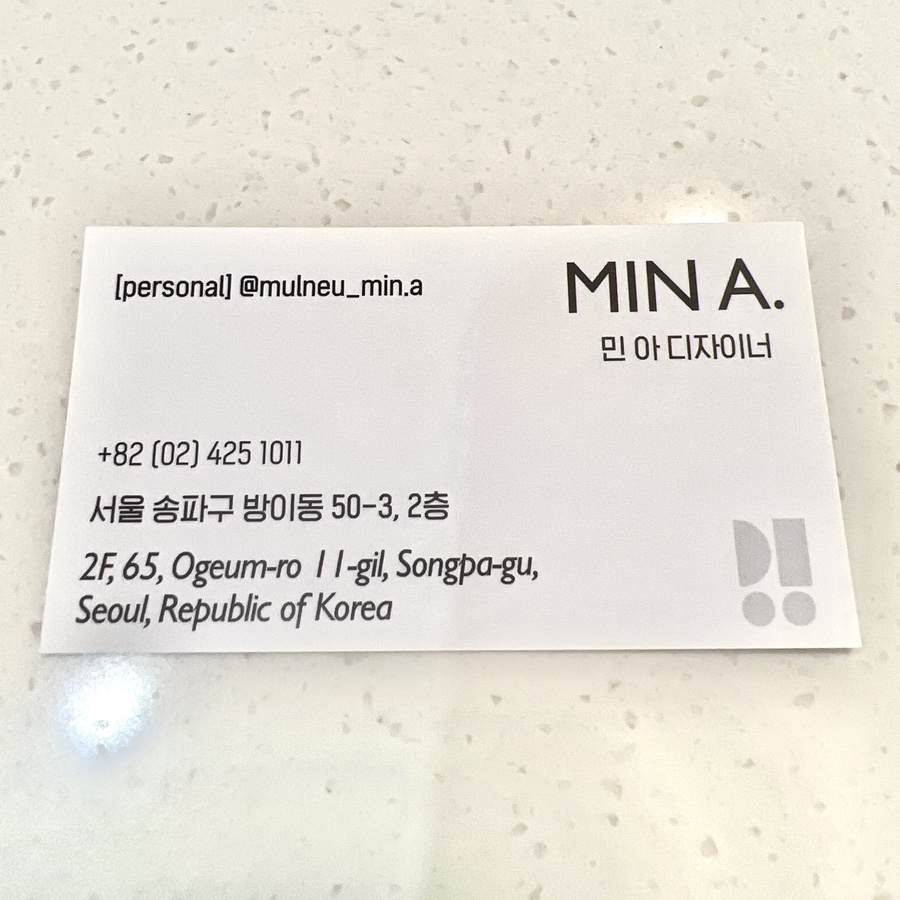 [personal] @mulneu_min.a
MIN A.
민 아 디자이너
+82 (02) 425 1011
서울 송파구 방이동 50-3, 2층
2F, 65, Ogeum-ro 11-gil, Songpa-gu,
Seoul, Republic of Korea